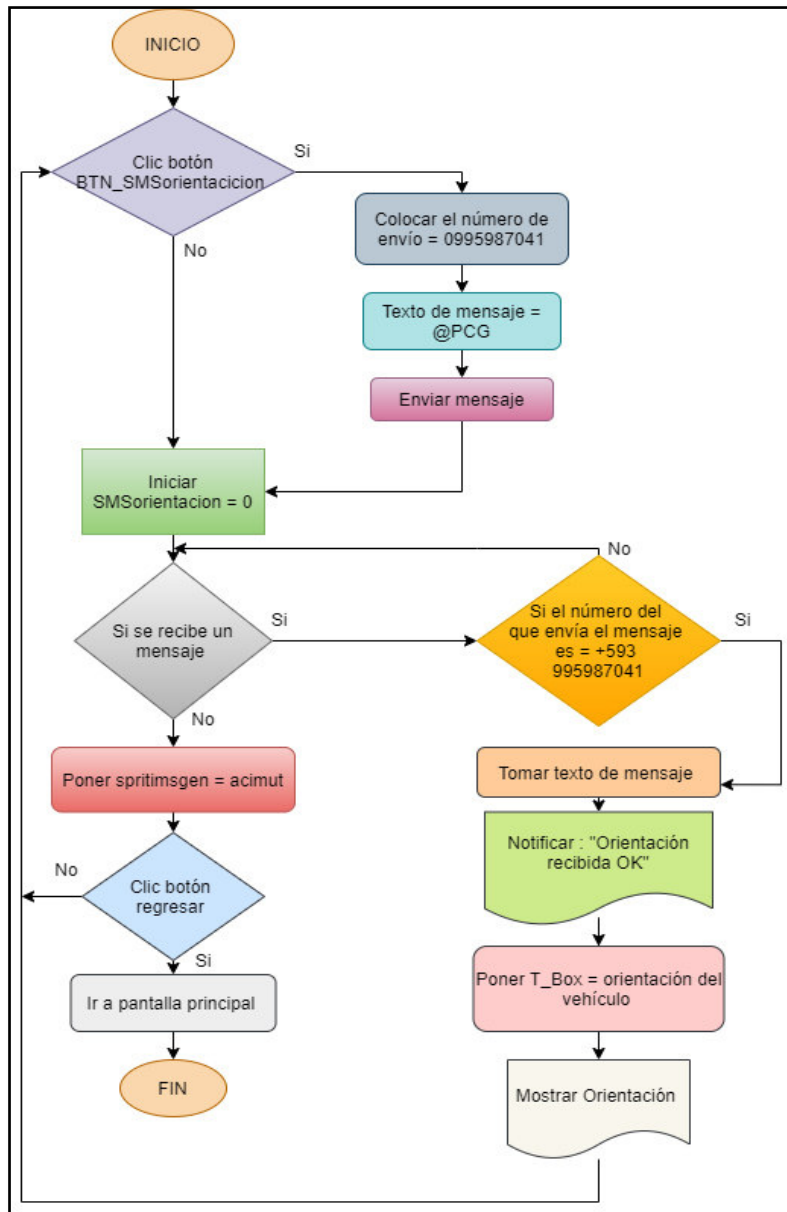 INICIO
Clic botón
BTN_SMSorientacicion
Si
No
Colocar el número de
envío = 0995987041
Texto de mensaje =
@PCG
Enviar mensaje
Iniciar
SMSorientacion = 0
No
Si se recibe un
mensaje
Si
No
Si el número del
que envía el mensaje
es = +593
995987041
Si
Poner spritimsgen = acimut
Tomar texto de mensaje
Notificar : "Orientación
recibida OK"
No
Clic botón
regresar
Si
Poner T_Box = orientación del
vehículo
Ir a pantalla principal
FIN
Mostrar Orientación